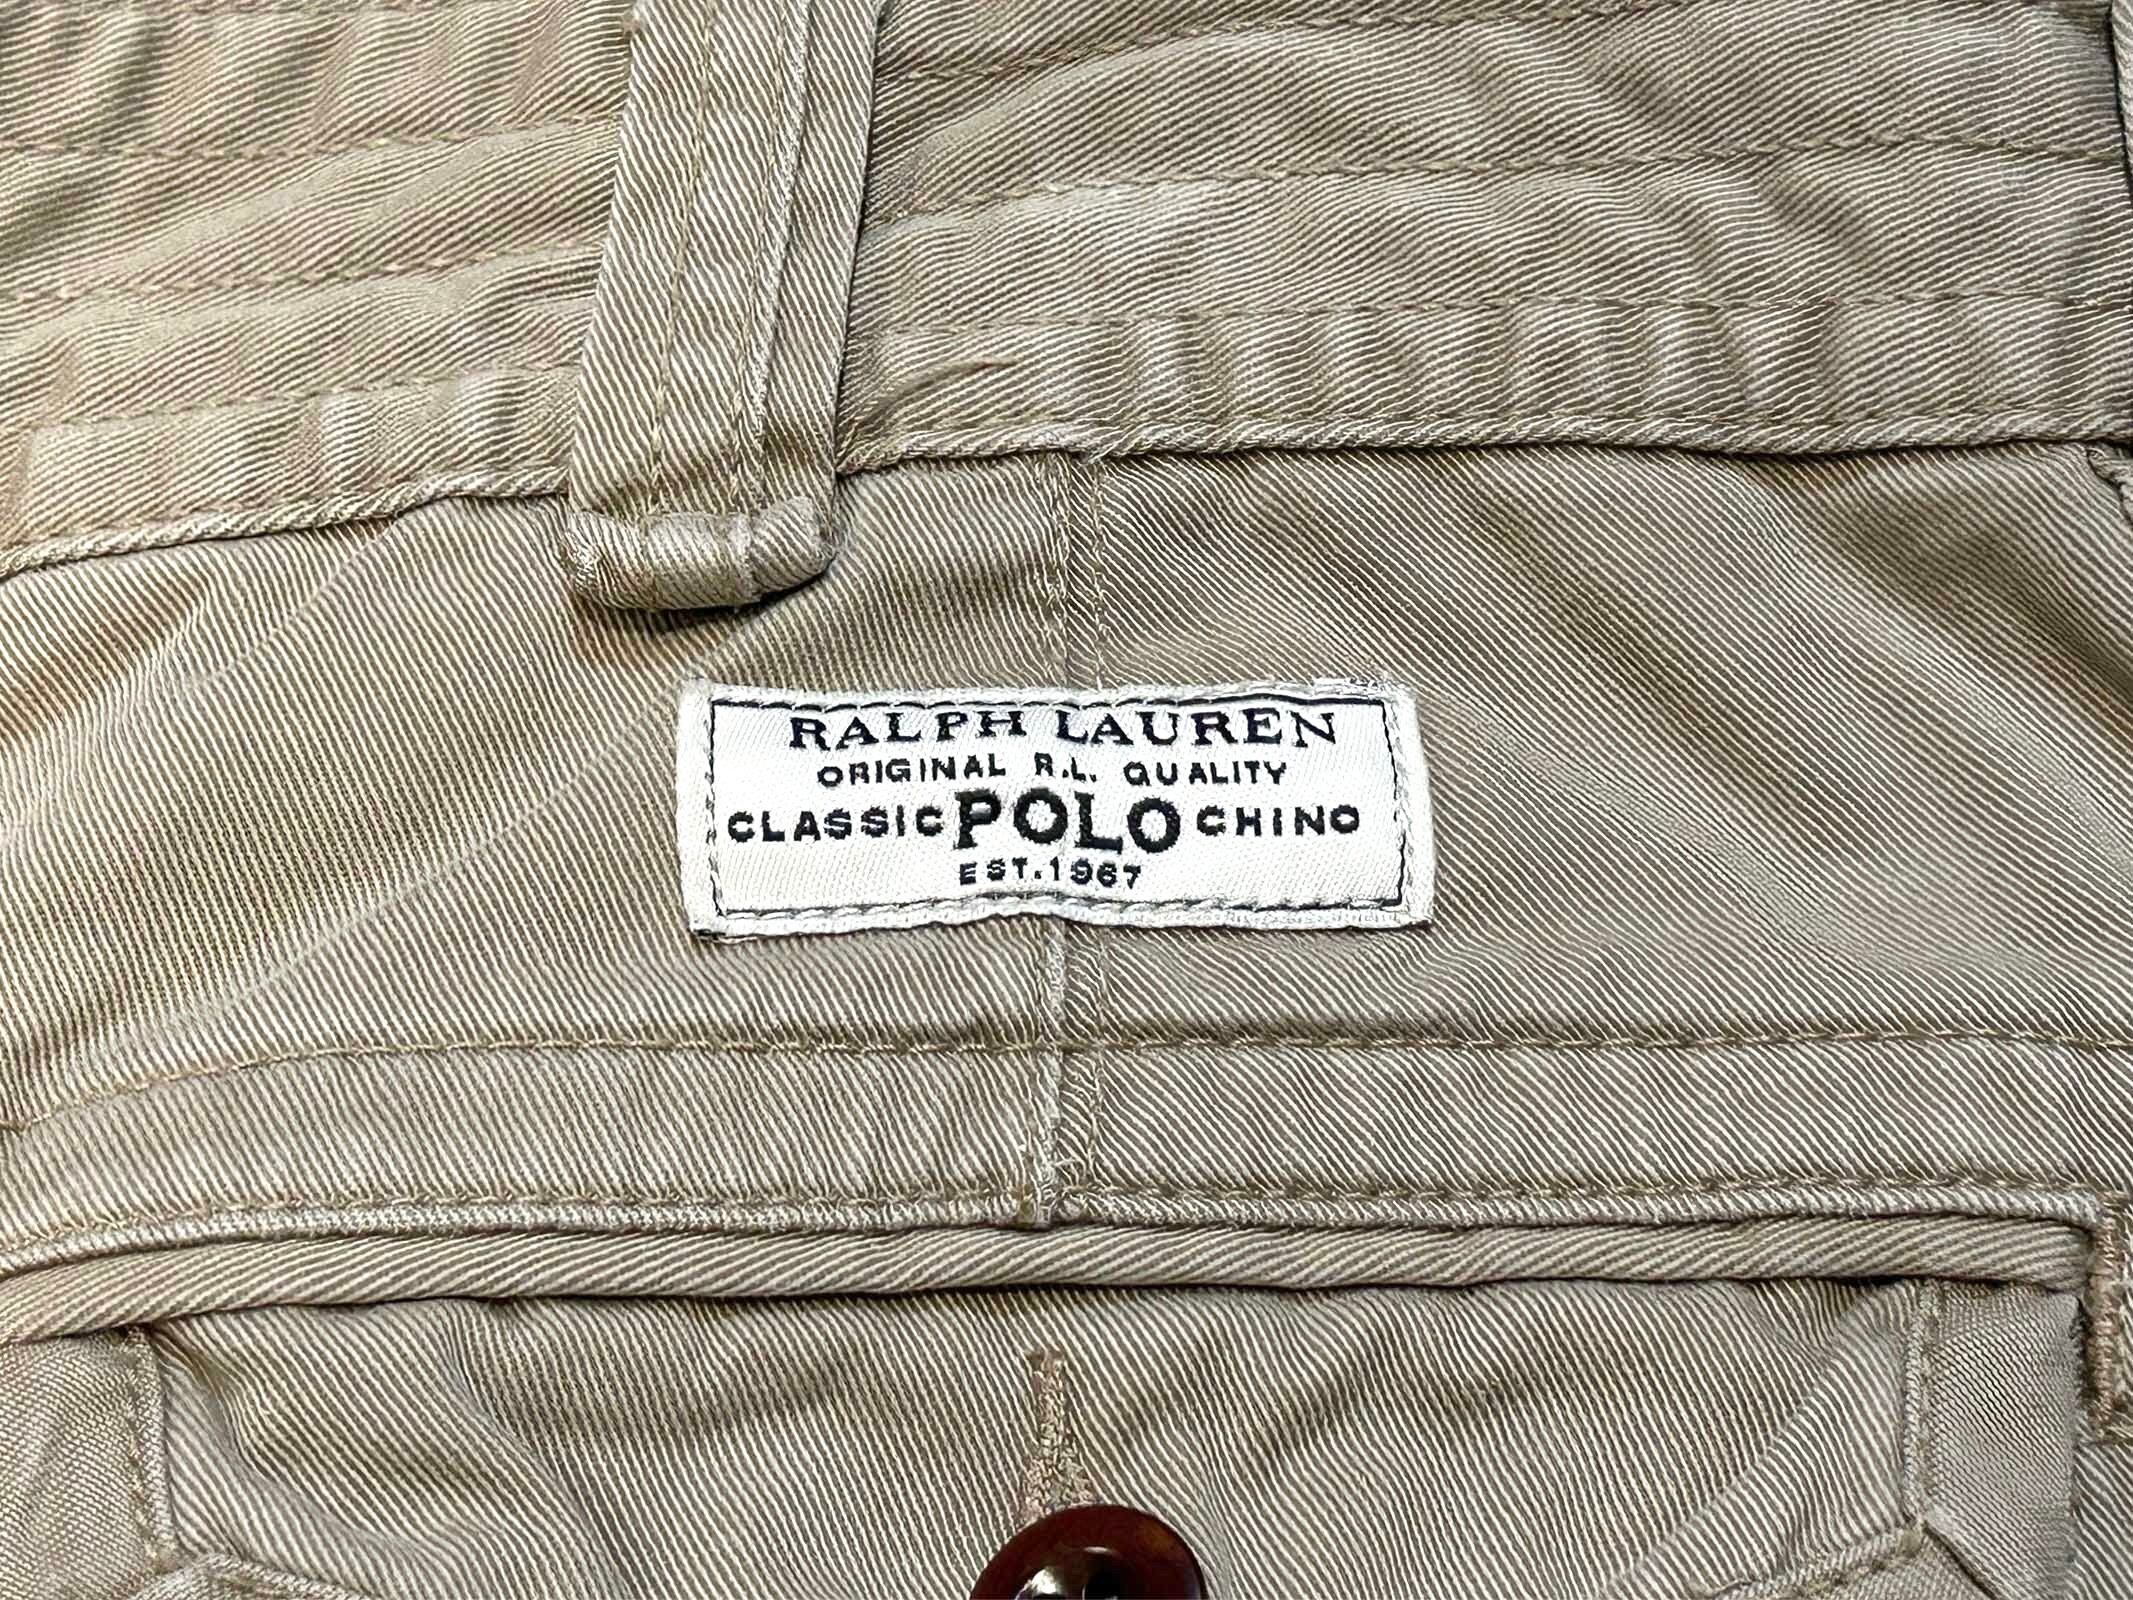 RALPH LAUREN
ORIGINAL R.L. QUALITY
CLASSIC POLO CHINO
EST.1967